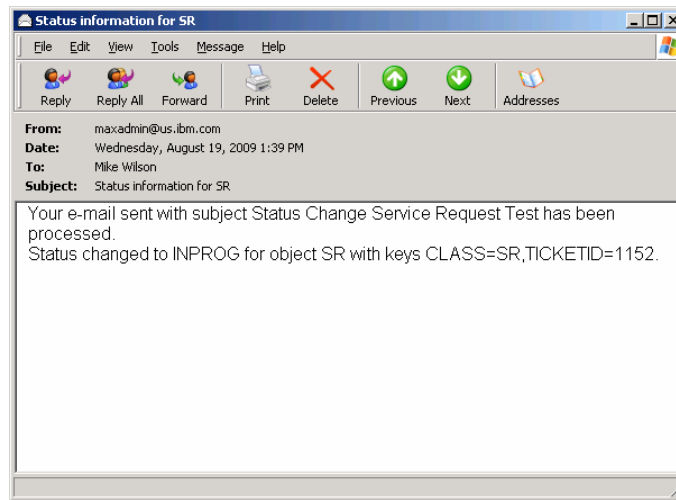 Status information for SR
File Edit View Tools Message Help
Reply Reply All Forward Print Delete Previous Next Addresses
From: maxadmin@us.ibm.com
Date: Wednesday, August 19, 2009 1:39 PM
To: Mike Wilson
Subject: Status information for SR
Your e-mail sent with subject Status Change Service Request Test has been
processed.
Status changed to INPROG for object SR with keys CLASS=SR,TICKETID=1152.